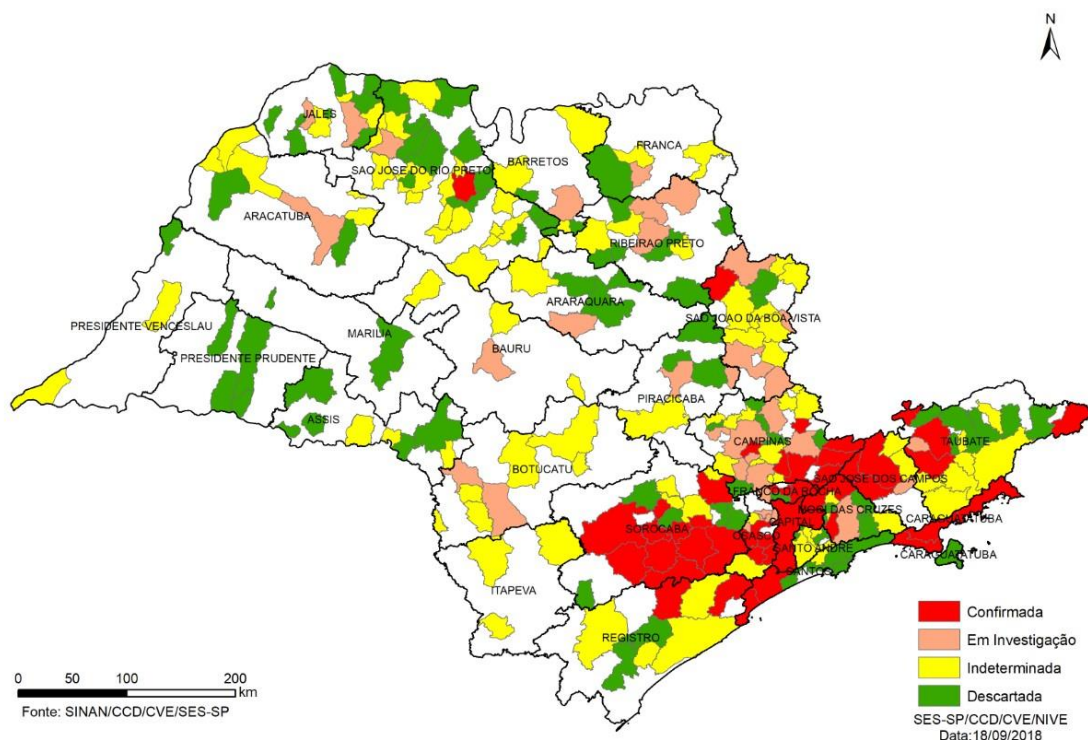 N
JALES
SAO JOSE DO RIO PRETO
BARRETOS
FRANCA
ARACATUBA
RIBEIRAO PRETO
ARARAQUARA
SAO JOAO DA BOA VISTA
PRESIDENTE VENCESLAU
MARILIA
BAURU
PRESIDENTE PRUDENTE
PIRACICABA
ASSIS
CAMPINAS
TAUBATE
BOTUCATU
SAO JOSE DOS CAMPOS
FRANCO DA ROCHA
MOGI DAS CRUZES
CARAGUATATUBA
SOROCABA
CAPITAL
OSASCO
SANTO ANDRE
CARAGUATATUBA
SANTOS
ITAPEVA
REGISTRO
Confirmada
Em Investigação
Indeterminada
Descartada
0 50 100 200
km
Fonte: SINAN/CCD/CVE/SES-SP
SES-SP/CCD/CVE/NIVE
Data:18/09/2018